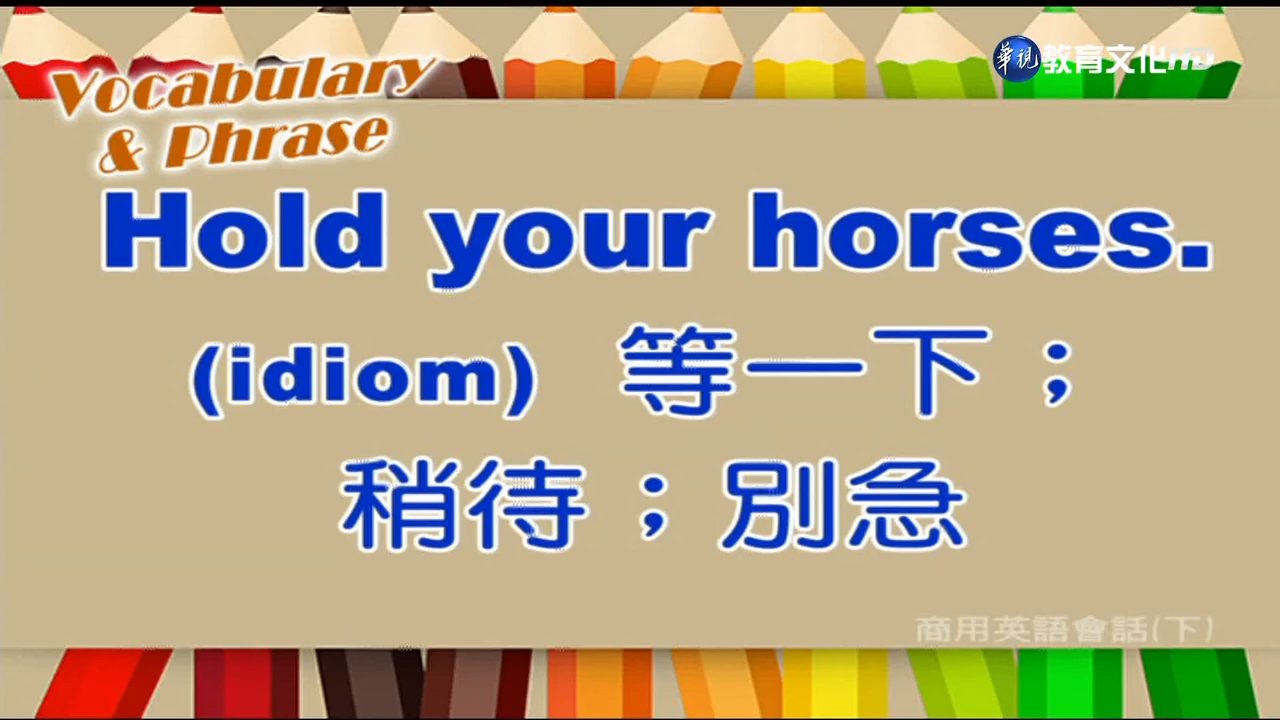 華視 教育文化HD
Vocabulary
& Phrase
Hold your horses.
(idiom) 等一下；
稍待；別急
商用英語會話(下)